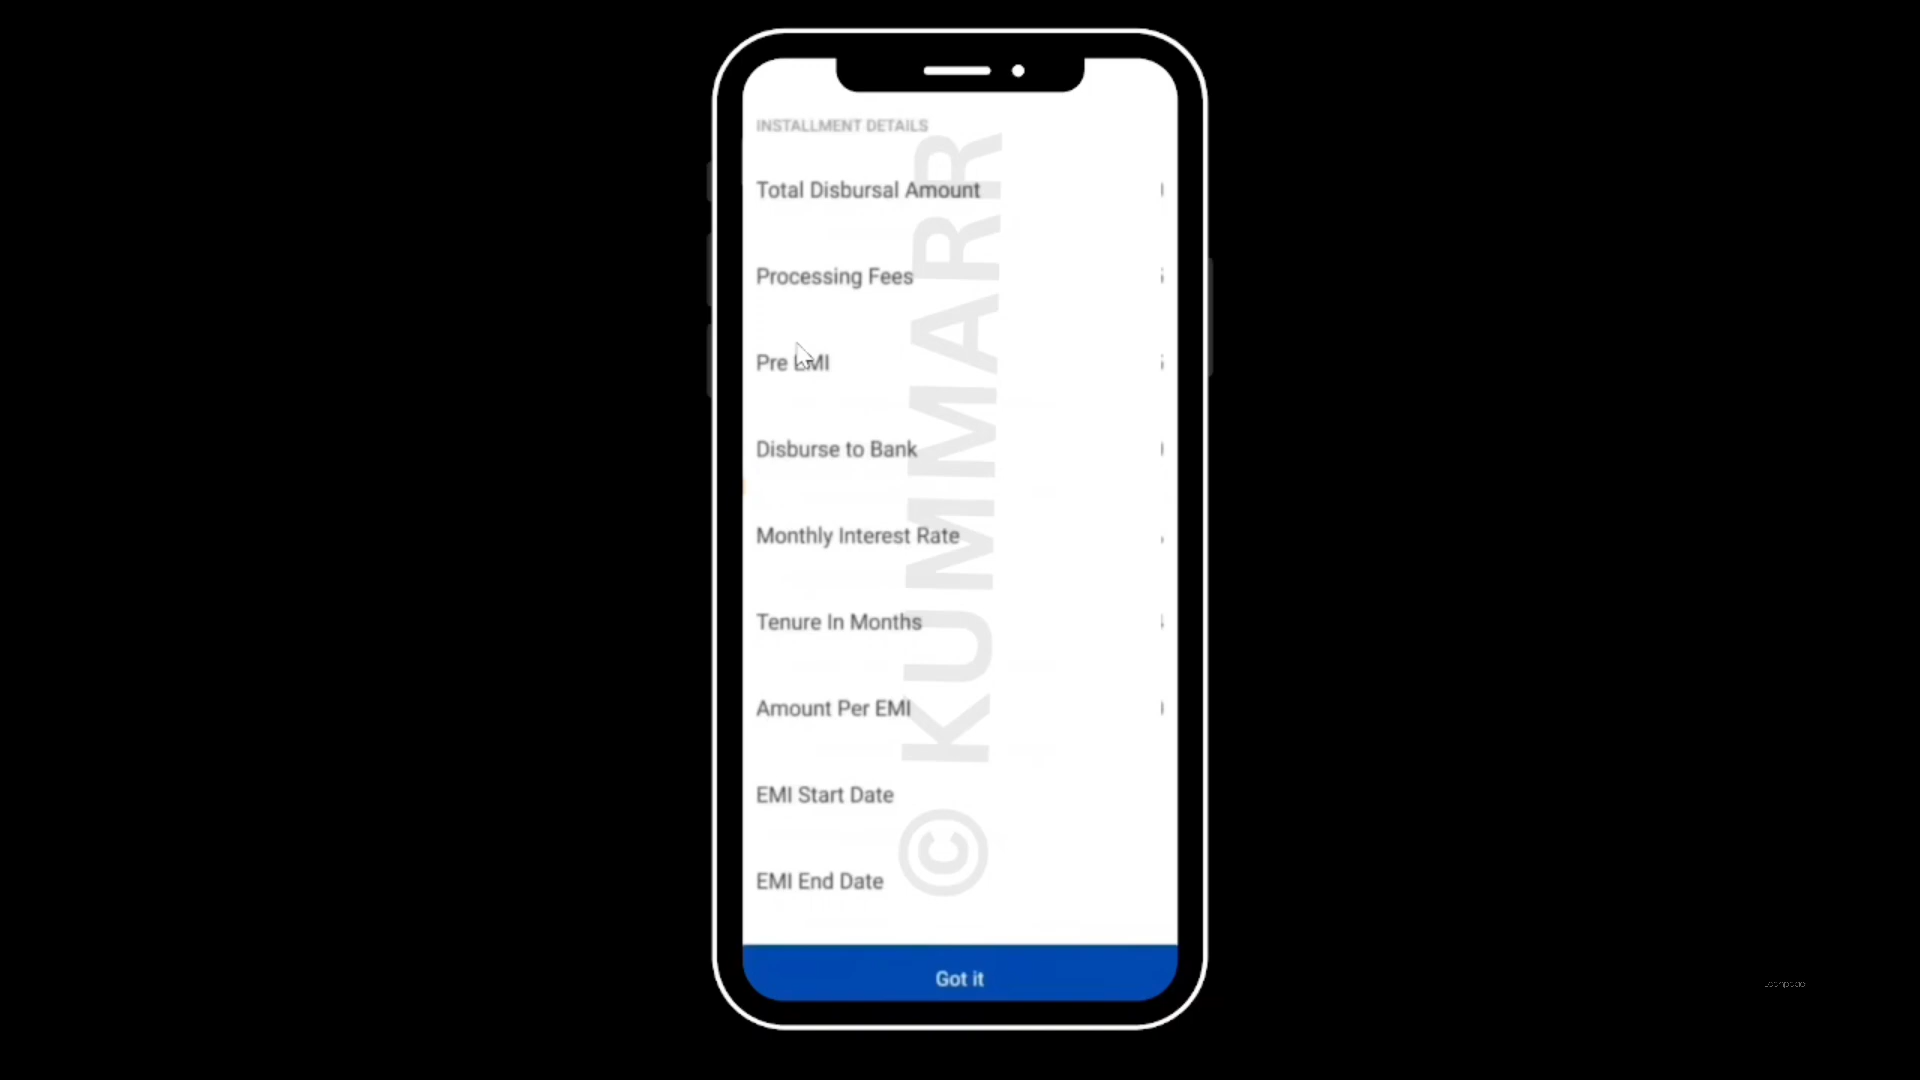 INSTALLMENT DETAILS
Total Disbursal Amount
Processing Fees
Pre EMI
Disburse to Bank
Monthly Interest Rate
Tenure In Months
Amount Per EMI
EMI Start Date
EMI End Date
© KUMMARR
Got it